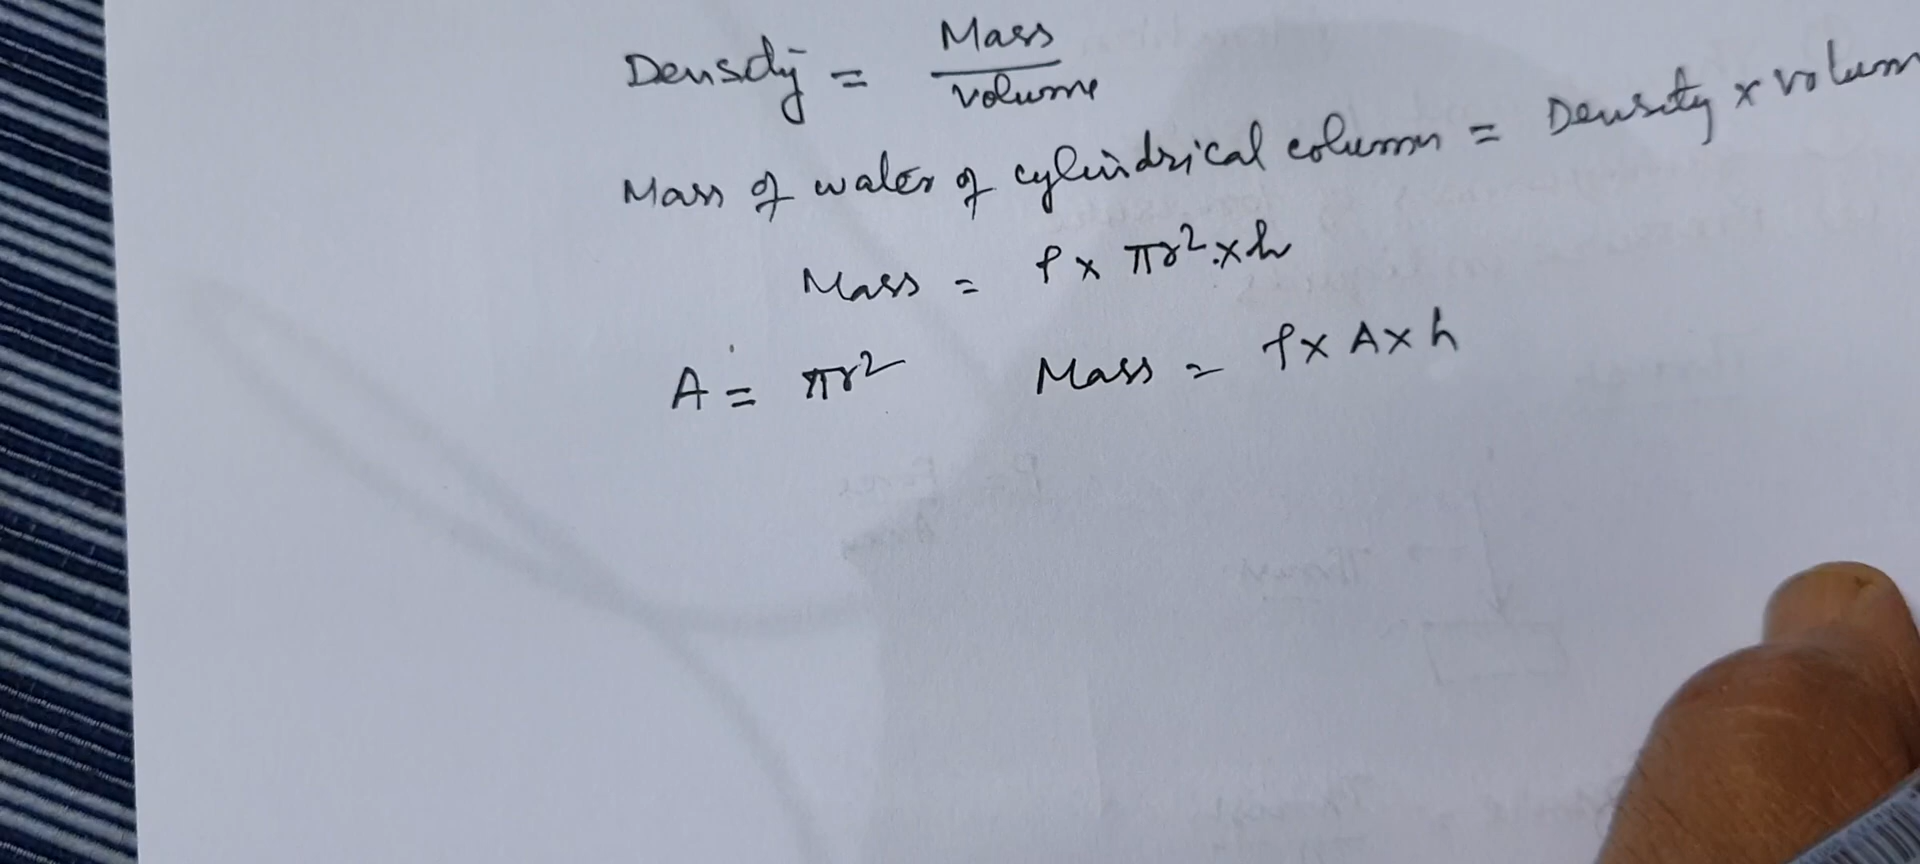 Density = Mass / volume
Mass of water of cylindrical column = Density x volum
Mass = ρ x πr².x h
A = πr² Mass = ρ x A x h